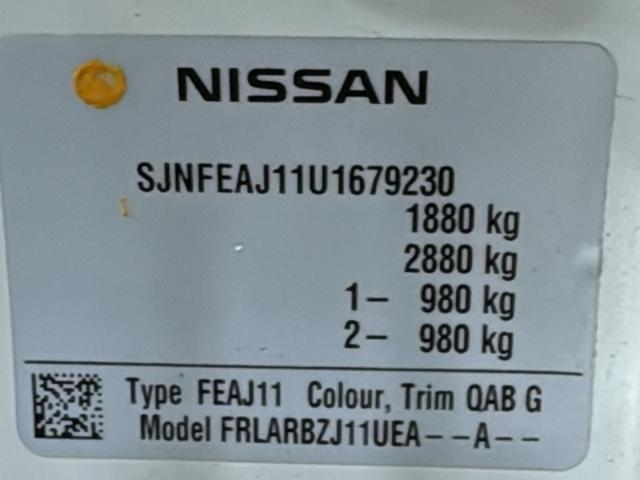 NISSAN
SJNFEAJ11U1679230
1880 kg
2880 kg
1– 980 kg
2– 980 kg
Type FEAJ11 Colour, Trim QAB G
Model FRLARBZJ11UEA--A--